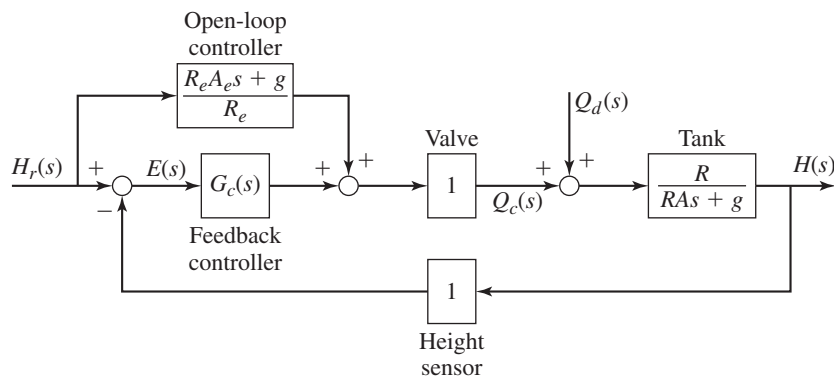 Open-loop
controller
R_eA_es + g
R_e
Q_d(s)
Valve
Tank
H_r(s)
+
E(s)
G_c(s)
+
+
1
+
+
R
RAs + g
H(s)
−
Q_c(s)
Feedback
controller
1
Height
sensor